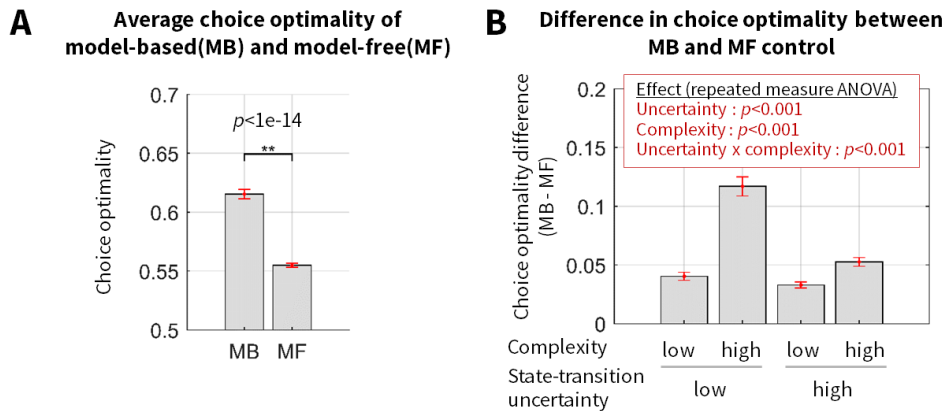 A
Average choice optimality of
model-based(MB) and model-free(MF)
Choice optimality
0.7
0.65
0.6
0.55
0.5
p<1e-14
**
MB MF
B
Difference in choice optimality between
MB and MF control
Choice optimality difference
(MB - MF)
0.2
0.15
0.1
0.05
0
Effect (repeated measure ANOVA)
Uncertainty : p<0.001
Complexity : p<0.001
Uncertainty x complexity : p<0.001
Complexity low high low high
State-transition
uncertainty low high